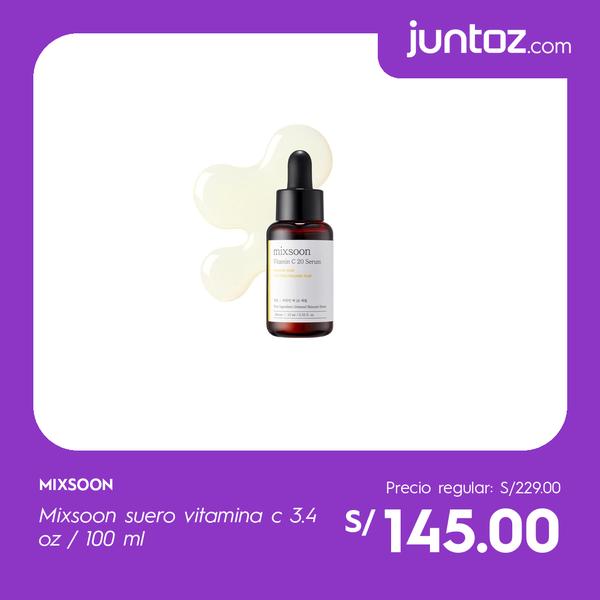 juntoz.com
mixsoon
Vitamin C 20 Serum
MIXSOON
Precio regular: S/229.00
Mixsoon suero vitamina c 3.4
oz / 100 ml
S/145.00